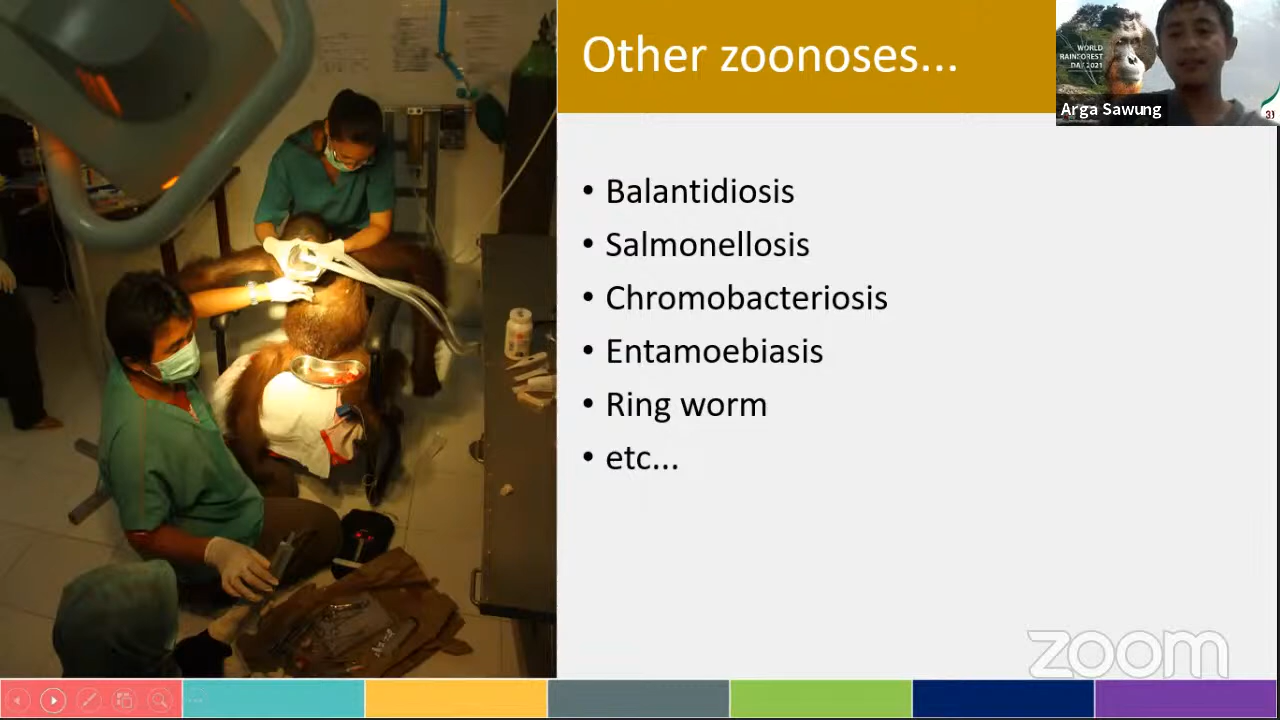 Other zoonoses...
WORLD
RAINFOREST
DAY 2021
Arga Sawung
• Balantidiosis
• Salmonellosis
• Chromobacteriosis
• Entamoebiasis
• Ring worm
• etc...
zoom